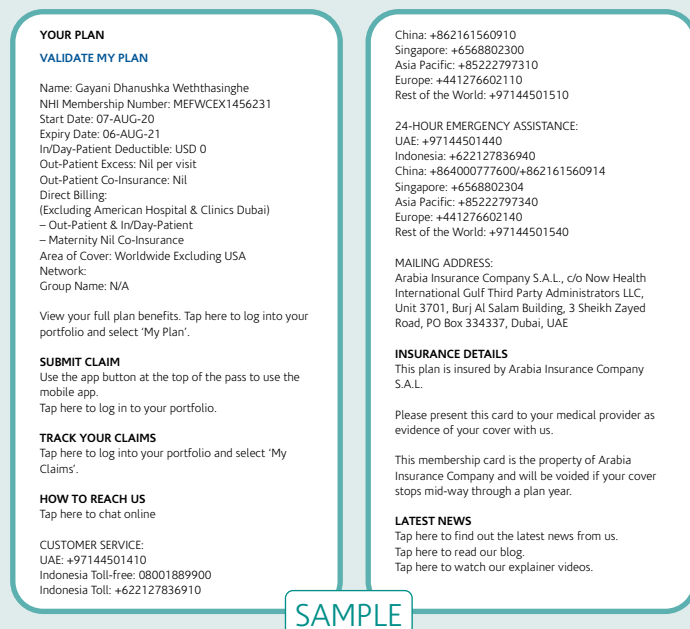 YOUR PLAN
VALIDATE MY PLAN
Name: Gayani Dhanushka Weththasinghe
NHI Membership Number: MEFWCEX1456231
Start Date: 07-AUG-20
Expiry Date: 06-AUG-21
In/Day-Patient Deductible: USD 0
Out-Patient Excess: Nil per visit
Out-Patient Co-Insurance: Nil
Direct Billing:
(Excluding American Hospital & Clinics Dubai)
– Out-Patient & In/Day-Patient
– Maternity Nil Co-Insurance
Area of Cover: Worldwide Excluding USA
Network:
Group Name: N/A
View your full plan benefits. Tap here to log into your
portfolio and select ‘My Plan’.
SUBMIT CLAIM
Use the app button at the top of the pass to use the
mobile app.
Tap here to log in to your portfolio.
TRACK YOUR CLAIMS
Tap here to log into your portfolio and select ‘My
Claims’.
HOW TO REACH US
Tap here to chat online
CUSTOMER SERVICE:
UAE: +97144501410
Indonesia Toll-free: 08001889900
Indonesia Toll: +622127836910
China: +862161560910
Singapore: +6568802300
Asia Pacific: +85222797310
Europe: +441276602110
Rest of the World: +97144501510
24-HOUR EMERGENCY ASSISTANCE:
UAE: +97144501440
Indonesia: +622127836940
China: +864000777600/+862161560914
Singapore: +6568802304
Asia Pacific: +85222797340
Europe: +441276602140
Rest of the World: +97144501540
MAILING ADDRESS:
Arabia Insurance Company S.A.L., c/o Now Health
International Gulf Third Party Administrators LLC,
Unit 3701, Burj Al Salam Building, 3 Sheikh Zayed
Road, PO Box 334337, Dubai, UAE
INSURANCE DETAILS
This plan is insured by Arabia Insurance Company
S.A.L.
Please present this card to your medical provider as
evidence of your cover with us.
This membership card is the property of Arabia
Insurance Company and will be voided if your cover
stops mid-way through a plan year.
LATEST NEWS
Tap here to find out the latest news from us.
Tap here to read our blog.
Tap here to watch our explainer videos.
SAMPLE